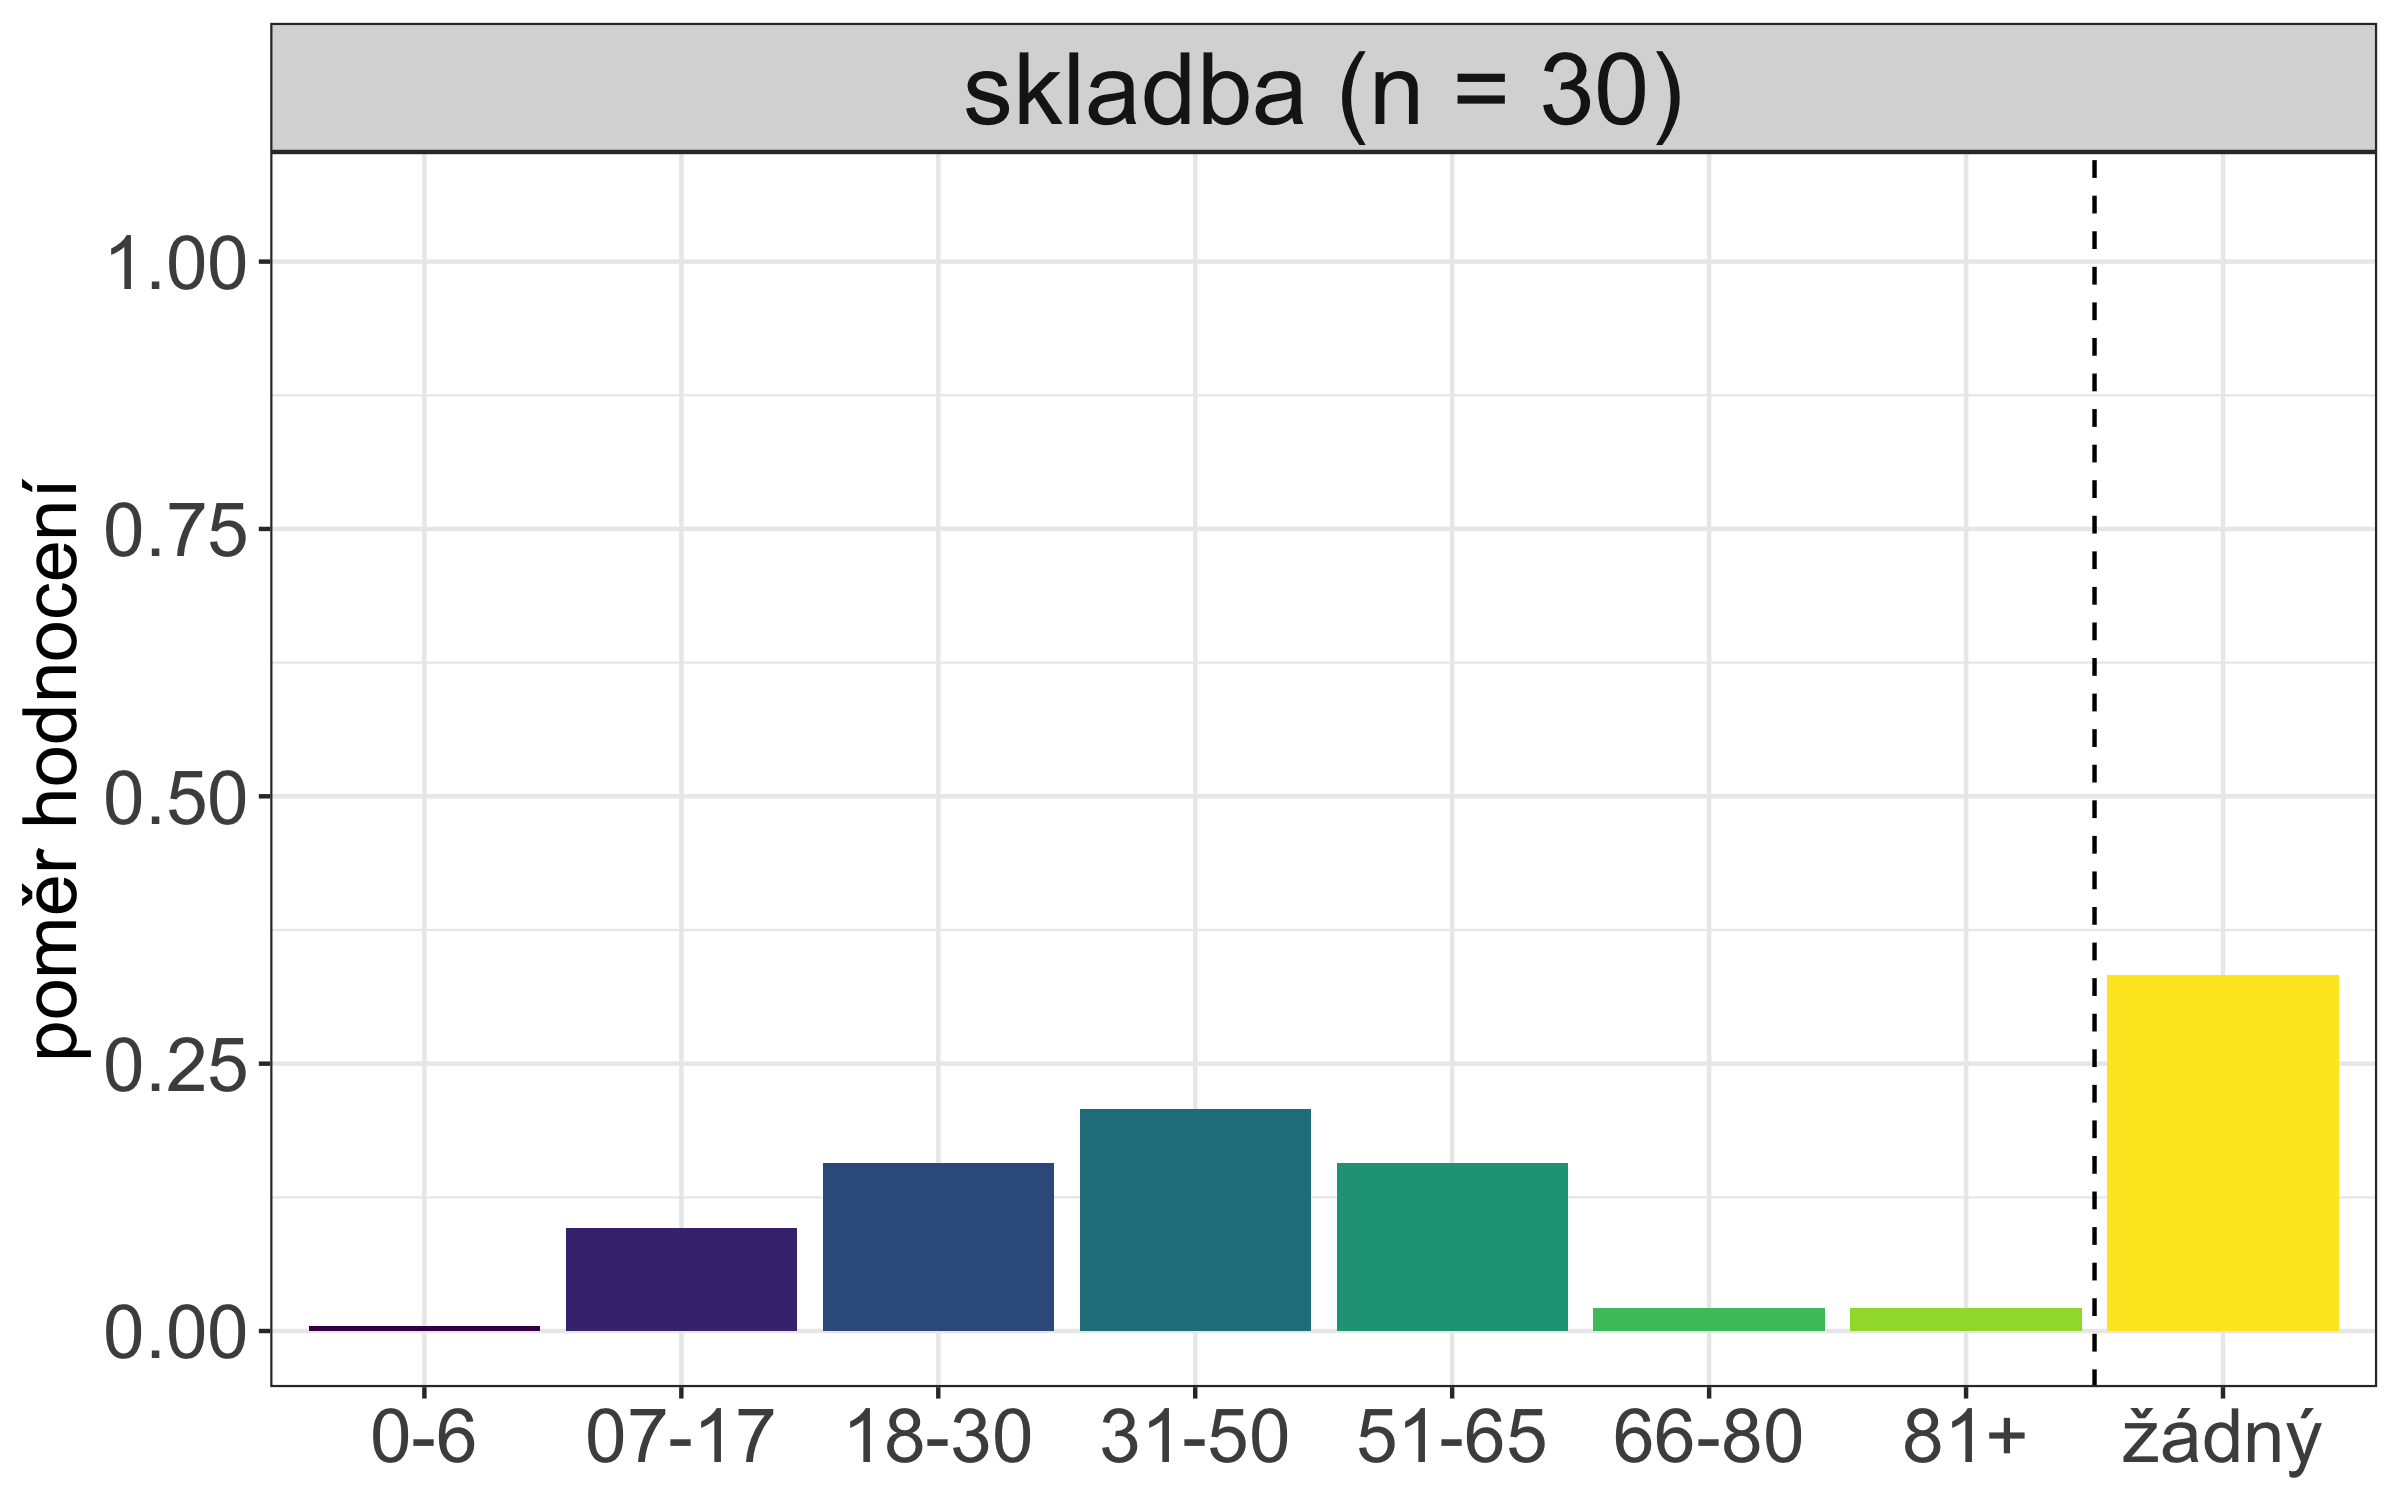 skladba (n = 30)
poměr hodnocení
1.00
0.75
0.50
0.25
0.00
0-6 07-17 18-30 31-50 51-65 66-80 81+ žádný